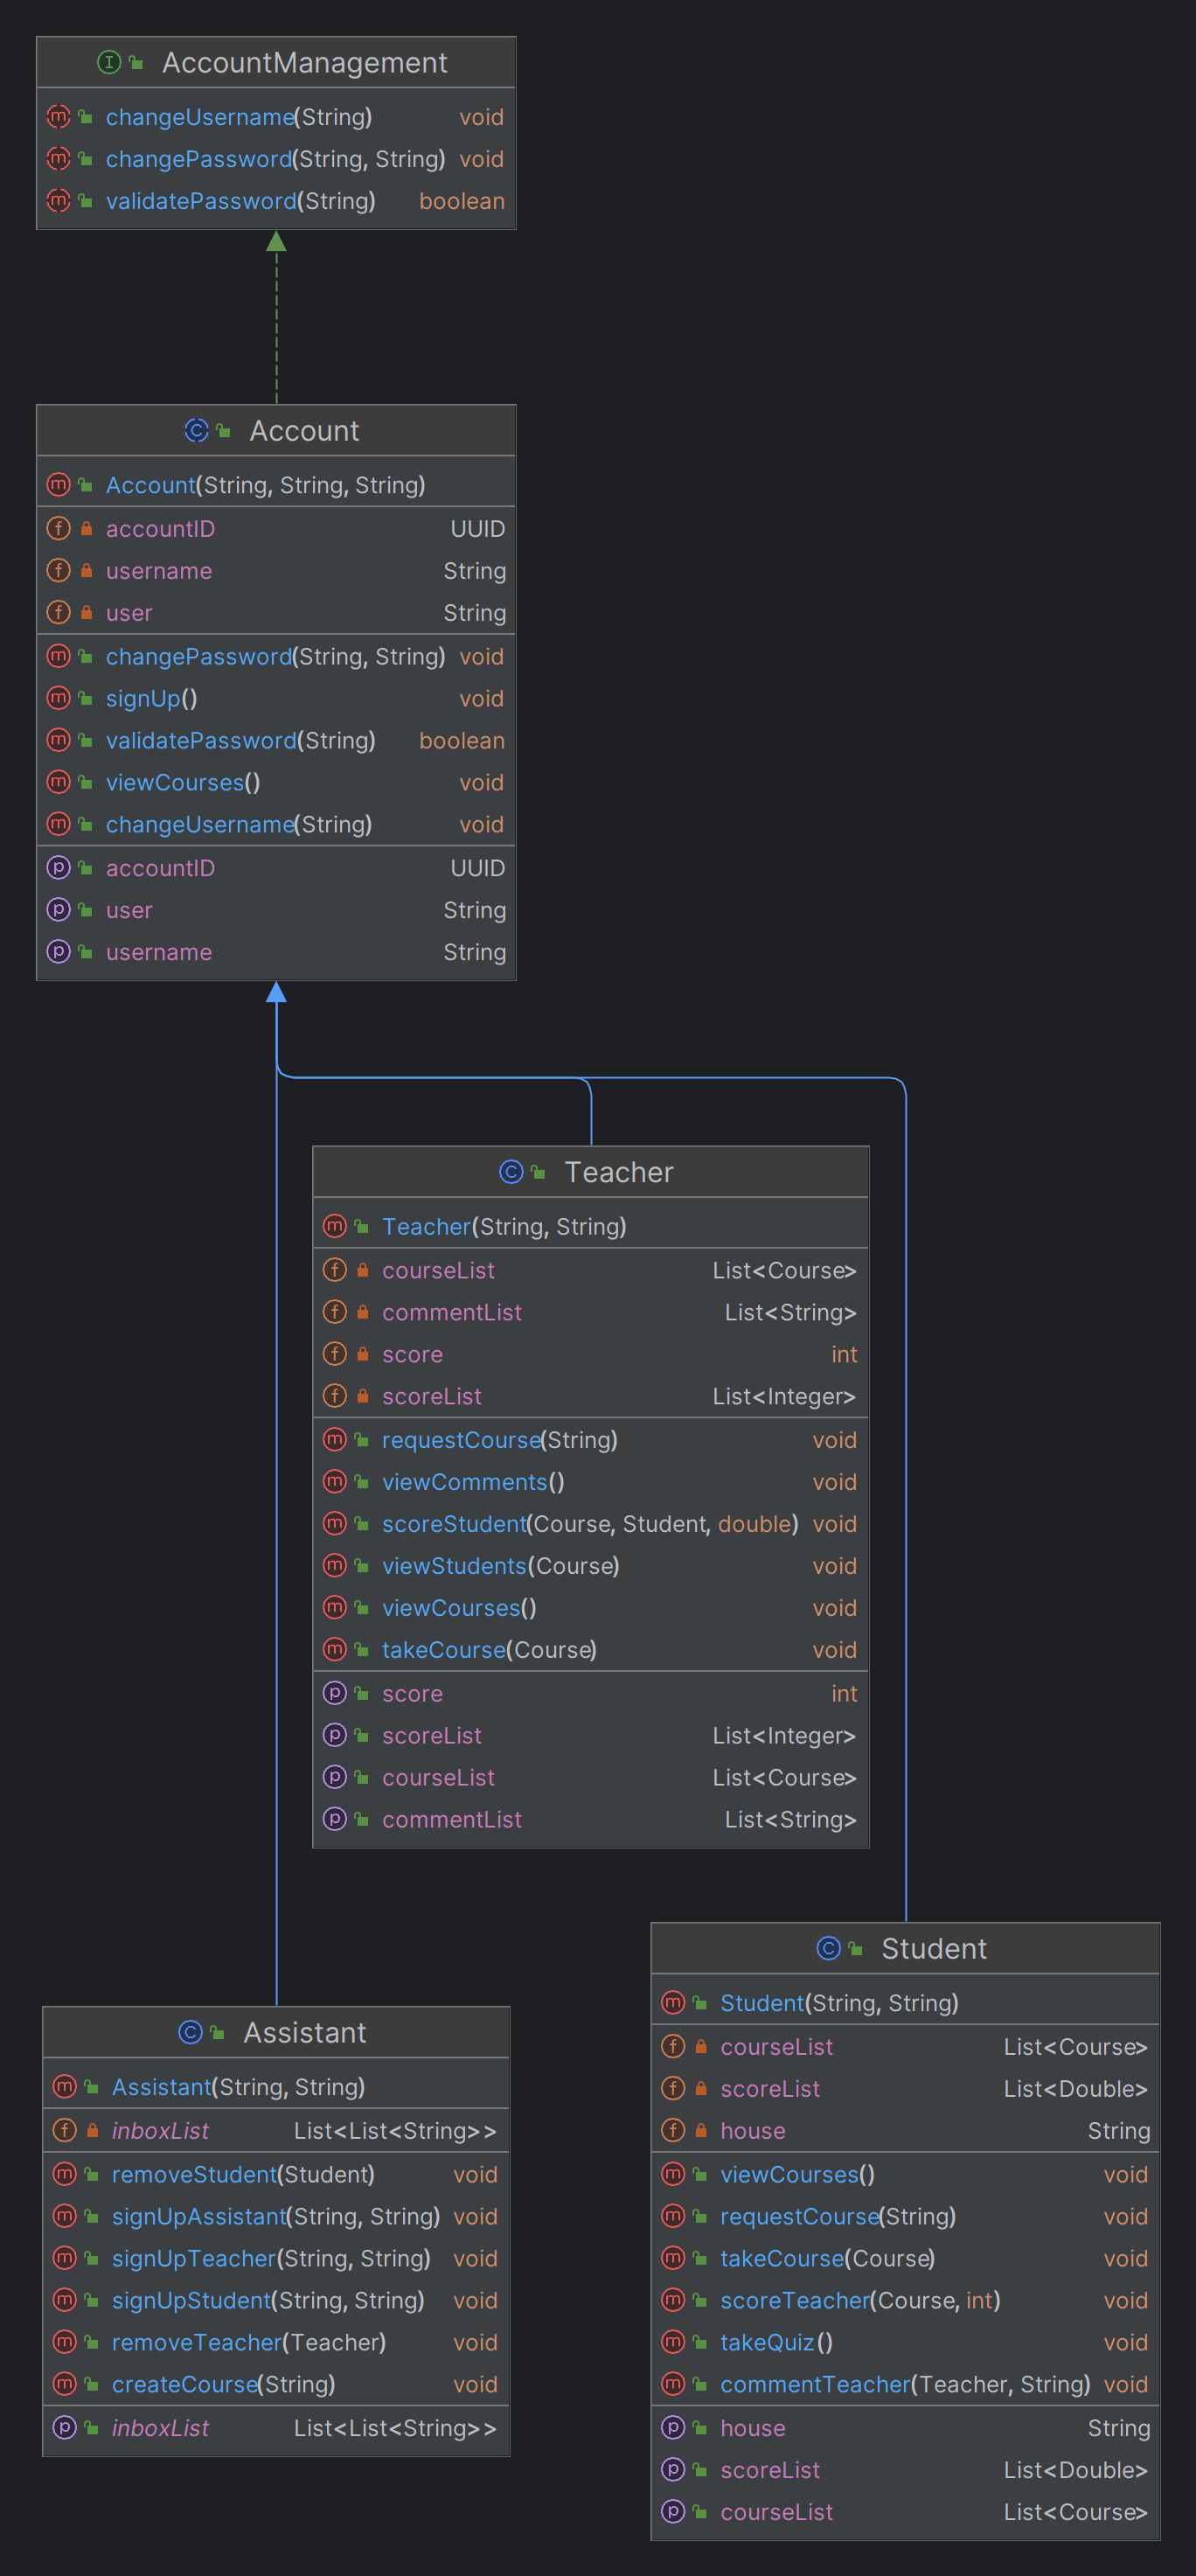 AccountManagement
changeUsername(String) void
changePassword(String, String) void
validatePassword(String) boolean
Account
Account(String, String, String)
accountID UUID
username String
user String
changePassword(String, String) void
signUp() void
validatePassword(String) boolean
viewCourses() void
changeUsername(String) void
accountID UUID
user String
username String
Teacher
Teacher(String, String)
courseList List<Course>
commentList List<String>
score int
scoreList List<Integer>
requestCourse(String) void
viewComments() void
scoreStudent(Course, Student, double) void
viewStudents(Course) void
viewCourses() void
takeCourse(Course) void
score int
scoreList List<Integer>
courseList List<Course>
commentList List<String>
Assistant
Assistant(String, String)
inboxList List<List<String>>
removeStudent(Student) void
signUpAssistant(String, String) void
signUpTeacher(String, String) void
signUpStudent(String, String) void
removeTeacher(Teacher) void
createCourse(String) void
inboxList List<List<String>>
Student
Student(String, String)
courseList List<Course>
scoreList List<Double>
house String
viewCourses() void
requestCourse(String) void
takeCourse(Course) void
scoreTeacher(Course, int) void
takeQuiz() void
commentTeacher(Teacher, String) void
house String
scoreList List<Double>
courseList List<Course>